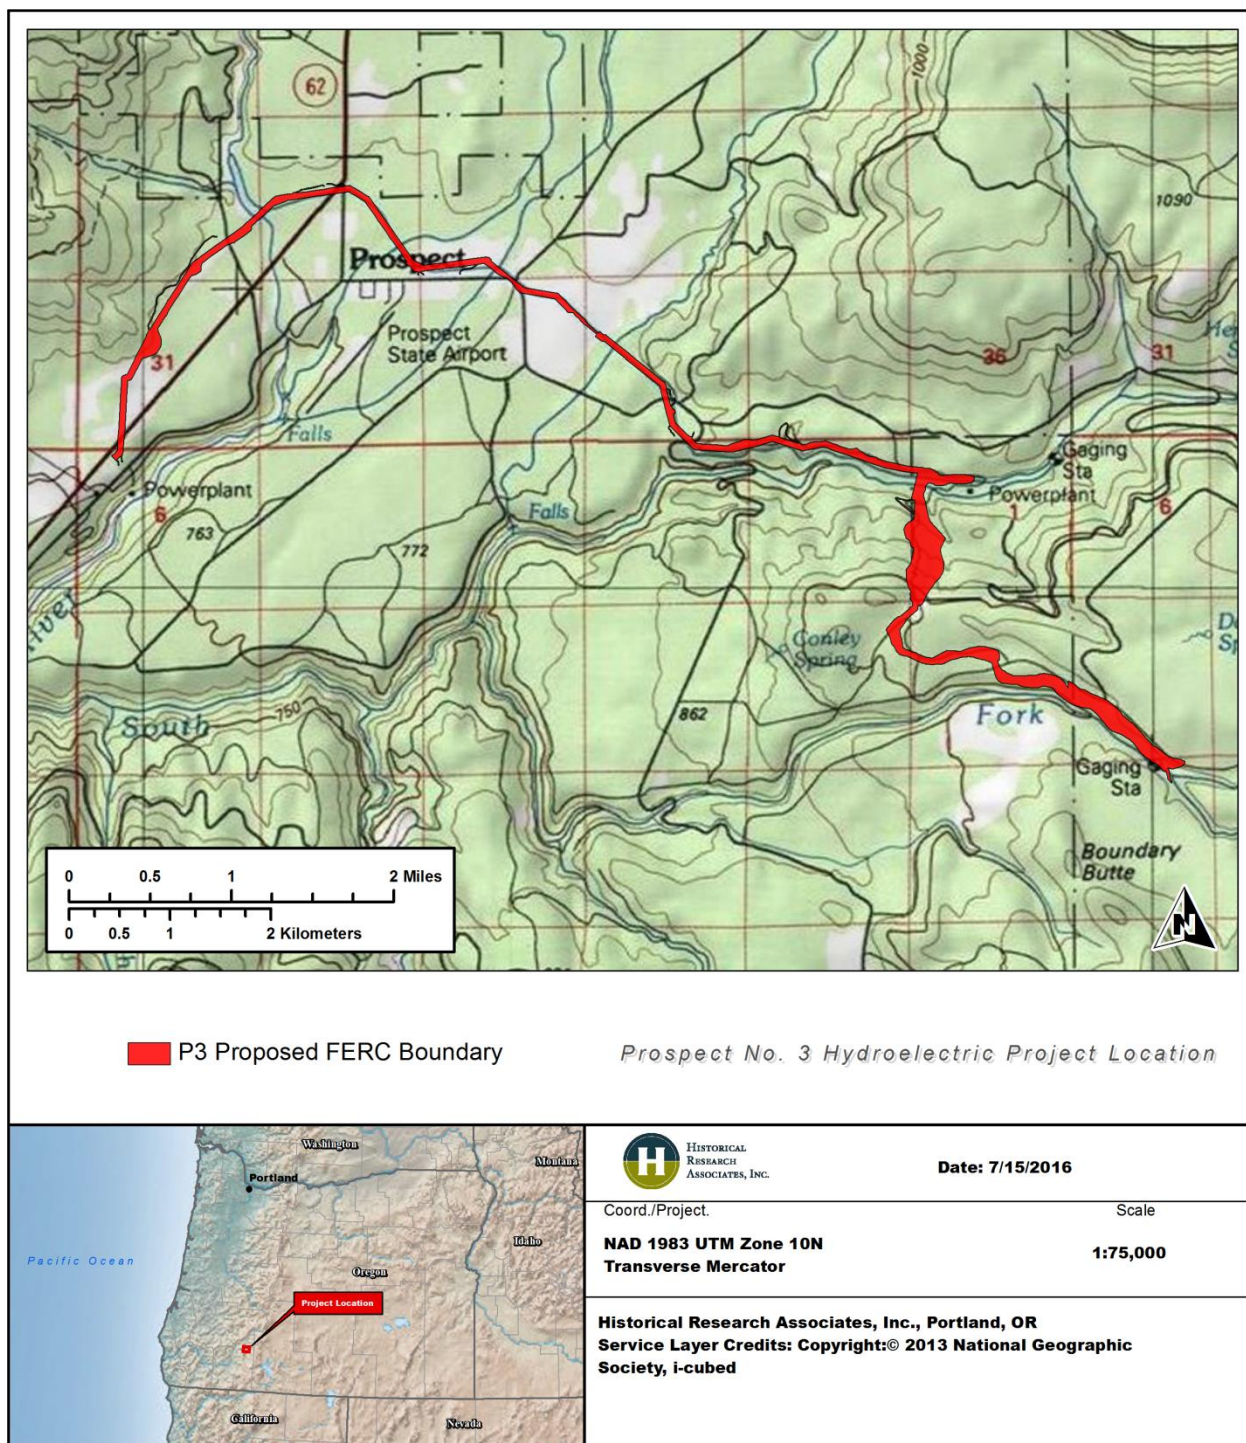 62
1000
1090
Prospect
Prospect
State Airport
31
36
31
Falls
Gaging
Sta
Powerplant
Powerplant
6
1
6
763
772
Falls
Conley
Spring
South
750
862
Fork
Gaging
Sta
Boundary
Butte
0 0.5 1 2 Miles
0 0.5 1 2 Kilometers
N
P3 Proposed FERC Boundary
Prospect No. 3 Hydroelectric Project Location
Washington
Montana
Portland
Pacific Ocean
Idaho
Oregon
Project Location
California
Nevada
H
HISTORICAL
RESEARCH
ASSOCIATES, INC.
Date: 7/15/2016
Coord./Project.
Scale
NAD 1983 UTM Zone 10N
Transverse Mercator
1:75,000
Historical Research Associates, Inc., Portland, OR
Service Layer Credits: Copyright:© 2013 National Geographic
Society, i-cubed